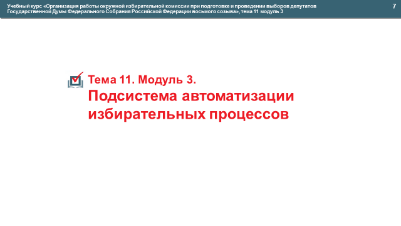 Учебный курс «Организация работы окружной избирательной комиссии при подготовке и проведении выборов депутатов
7
Государственной Думы Федерального Собрания Российской Федерации восьмого созыва», тема 11 модуль 3
Тема 11. Модуль 3.
Подсистема автоматизации
избирательных процессов